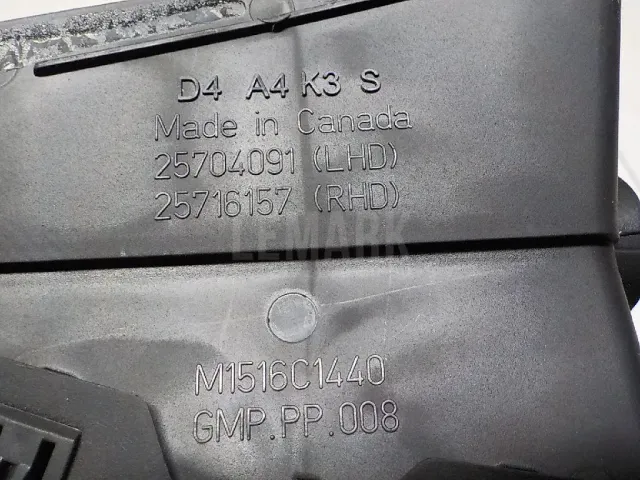 D4 A4 K3 S
Made in Canada
25704091 (LHD)
25716157 (RHD)
LEMARK
M1516C1440
GMP.PP.008